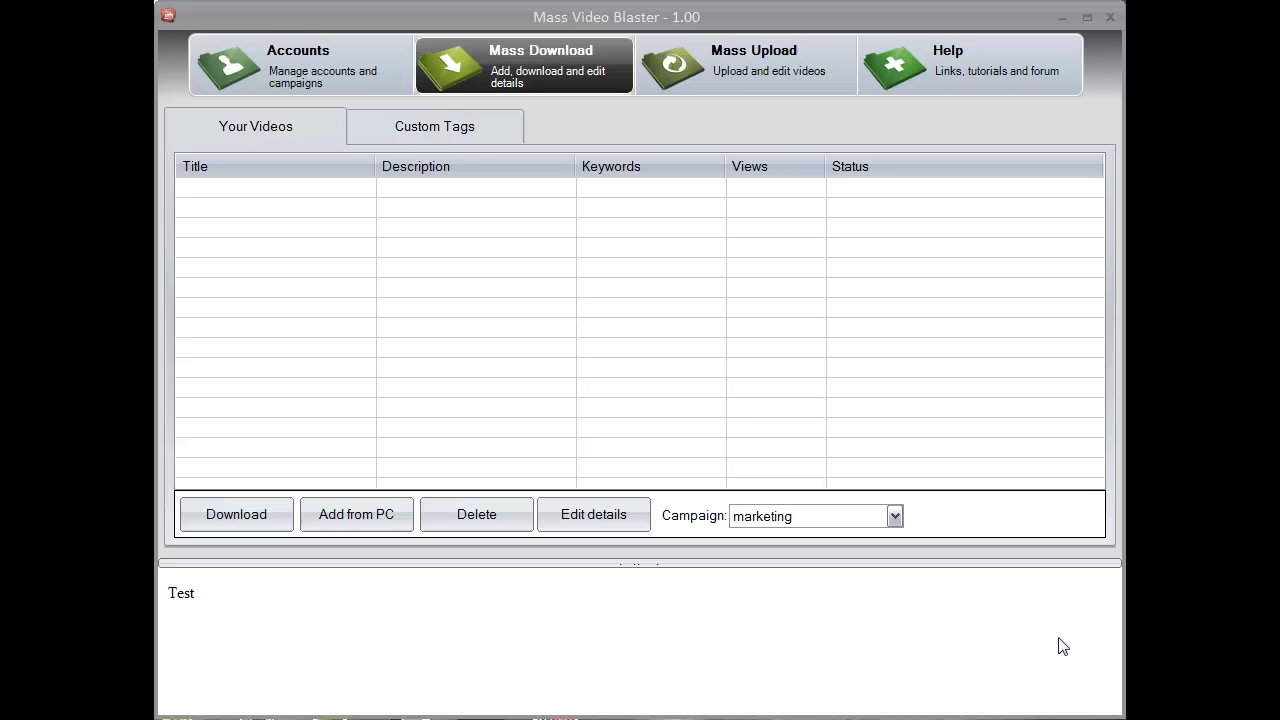 Mass Video Blaster - 1.00
Accounts
Manage accounts and
campaigns
Mass Download
Add, download and edit
details
Mass Upload
Upload and edit videos
Help
Links, tutorials and forum
Your Videos
Custom Tags
Title Description Keywords Views Status
Download Add from PC Delete Edit details Campaign: marketing
Test